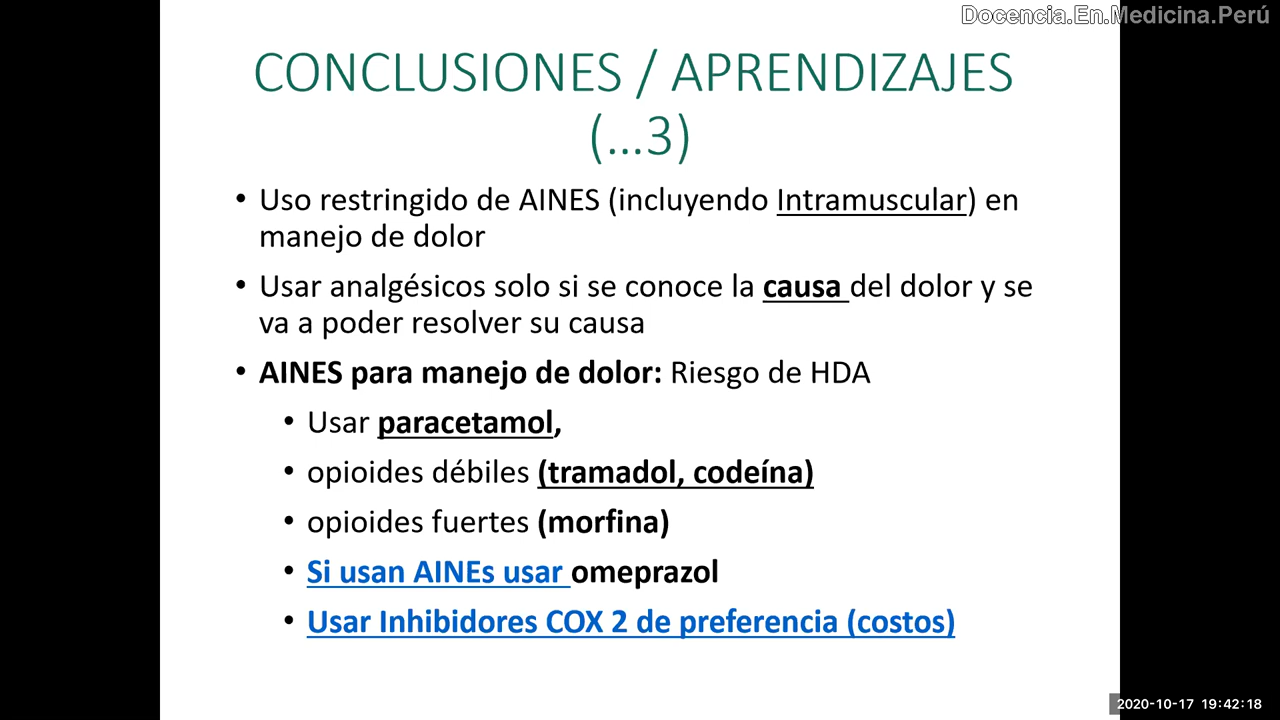 Docencia.En.Medicina.Perú
CONCLUSIONES / APRENDIZAJES
(...3)
• Uso restringido de AINES (incluyendo Intramuscular) en
manejo de dolor
• Usar analgésicos solo si se conoce la causa del dolor y se
va a poder resolver su causa
• AINES para manejo de dolor: Riesgo de HDA
• Usar paracetamol,
• opioides débiles (tramadol, codeína)
• opioides fuertes (morfina)
• Si usan AINEs usar omeprazol
• Usar Inhibidores COX 2 de preferencia (costos)
2020-10-17 19:42:18